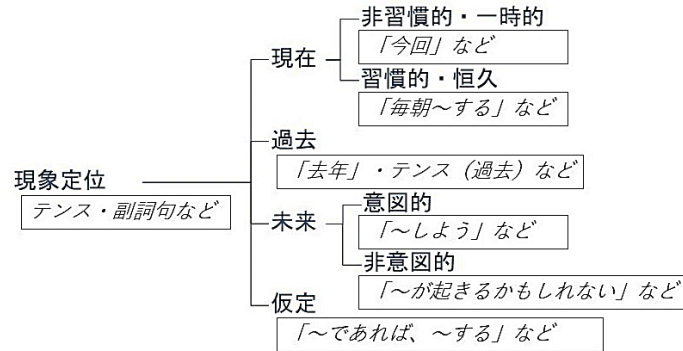 非習慣的・一時的
「今回」など
現在
習慣的・恒久
「毎朝～する」など
過去
「去年」・テンス（過去）など
現象定位
テンス・副詞句など
意図的
「～しよう」など
未来
非意図的
「～が起きるかもしれない」など
仮定
「～であれば、～する」など